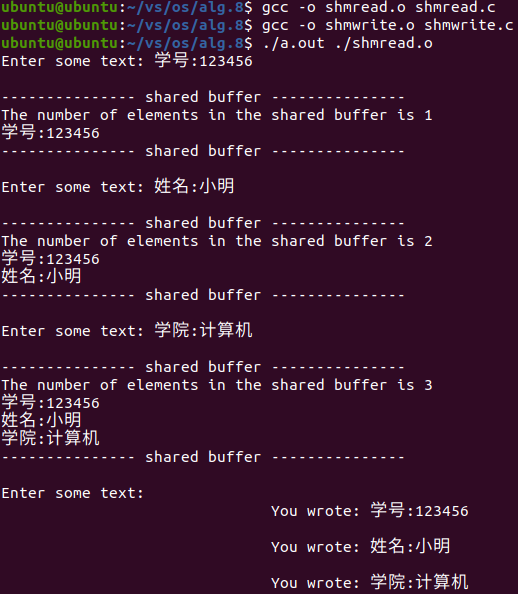 ubuntu@ubuntu:~/vs/os/alg.8$ gcc -o shmread.o shmread.c
ubuntu@ubuntu:~/vs/os/alg.8$ gcc -o shmwrite.o shmwrite.c
ubuntu@ubuntu:~/vs/os/alg.8$ ./a.out ./shmread.o
Enter some text: 学号:123456
--------------- shared buffer ---------------
The number of elements in the shared buffer is 1
学号:123456
--------------- shared buffer ---------------
Enter some text: 姓名:小明
--------------- shared buffer ---------------
The number of elements in the shared buffer is 2
学号:123456
姓名:小明
--------------- shared buffer ---------------
Enter some text: 学院:计算机
--------------- shared buffer ---------------
The number of elements in the shared buffer is 3
学号:123456
姓名:小明
学院:计算机
--------------- shared buffer ---------------
Enter some text:
You wrote: 学号:123456
You wrote: 姓名:小明
You wrote: 学院:计算机